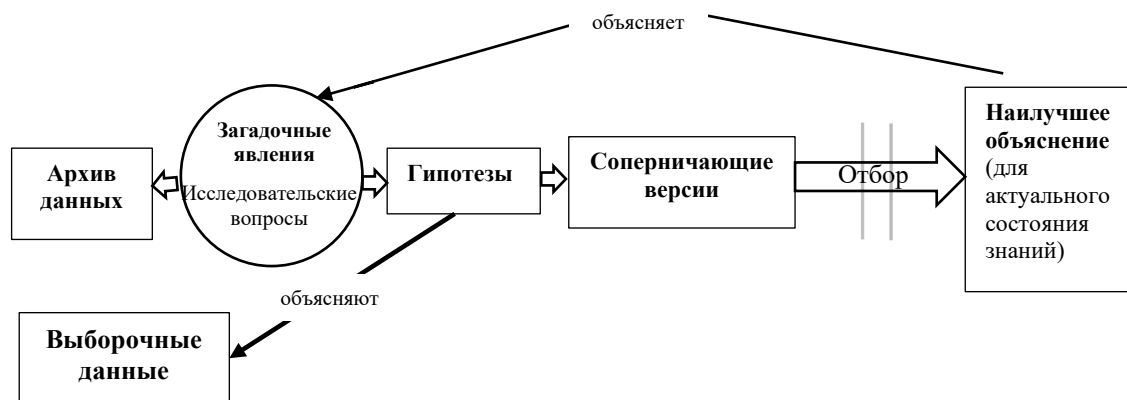 объясняет
Загадочные
явления
Исследовательские
вопросы
Архив
данных
Гипотезы
Соперничающие
версии
Отбор
Наилучшее
объяснение
(для
актуального
состояния
знаний)
объясняют
Выборочные
данные